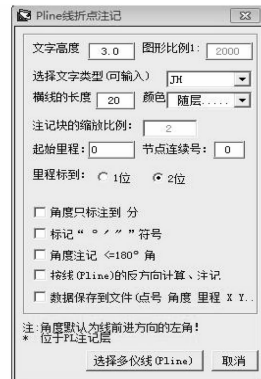 Pline线折点注记
文字高度 3.0 图形比例1: 2000
选择文字类型(可输入) JH
横线的长度 20 颜色 随层.....
注记块的缩放比例: 2
起始里程: 0 节点连续号: 0
里程标到: 1位 2位
角度只标注到 分
标记“ ° ′ ″ ”符号
角度注记 <=180° 角
按线(Pline)的反方向计算、注记
数据保存到文件(点号 角度 里程 X Y..
注:角度默认为线前进方向的左角!
* 位于PL注记层
选择多仪线(Pline) 取消